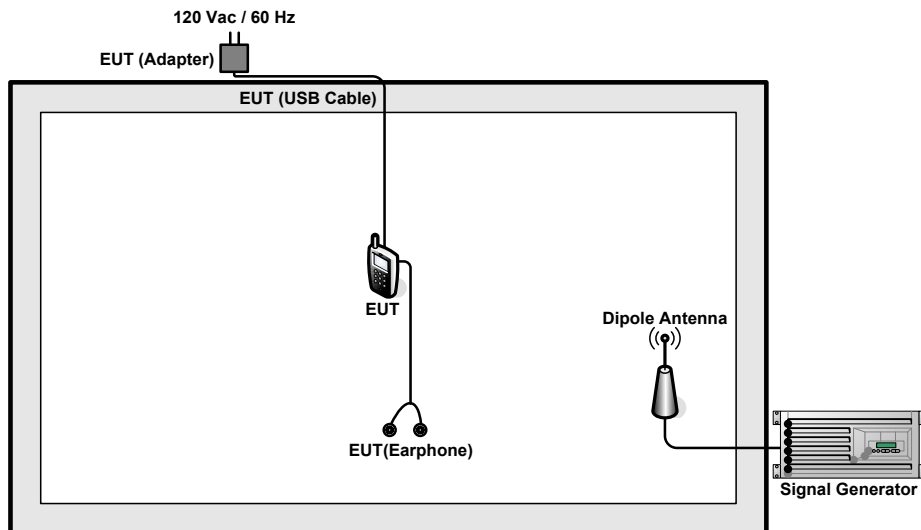 120 Vac / 60 Hz
EUT (Adapter)
EUT (USB Cable)
EUT
Dipole Antenna
EUT(Earphone)
Signal Generator